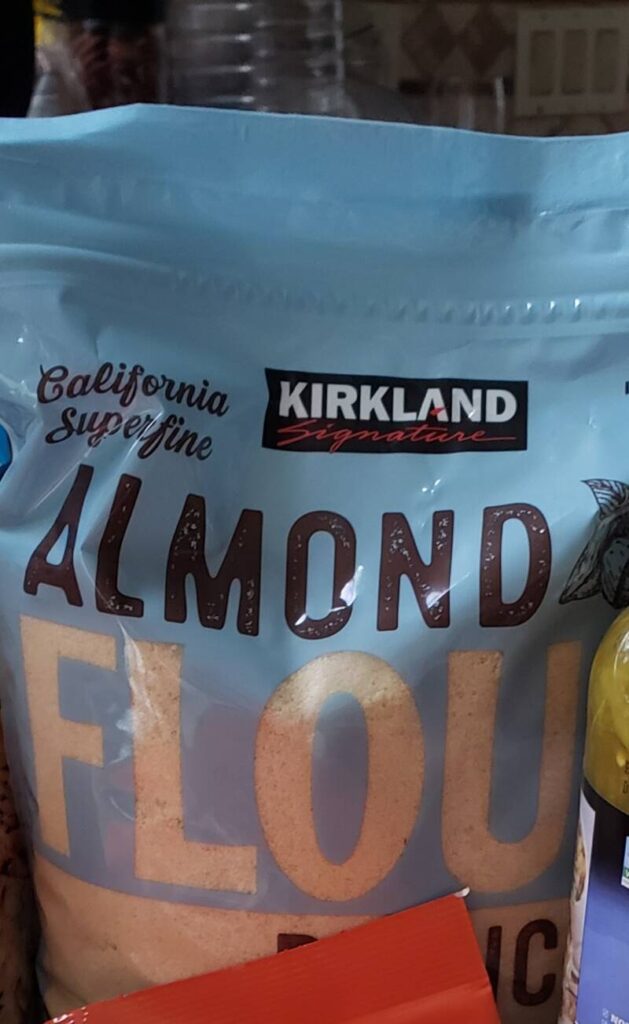 California
Superfine
KIRKLAND
Signature
ALMOND
FLOU